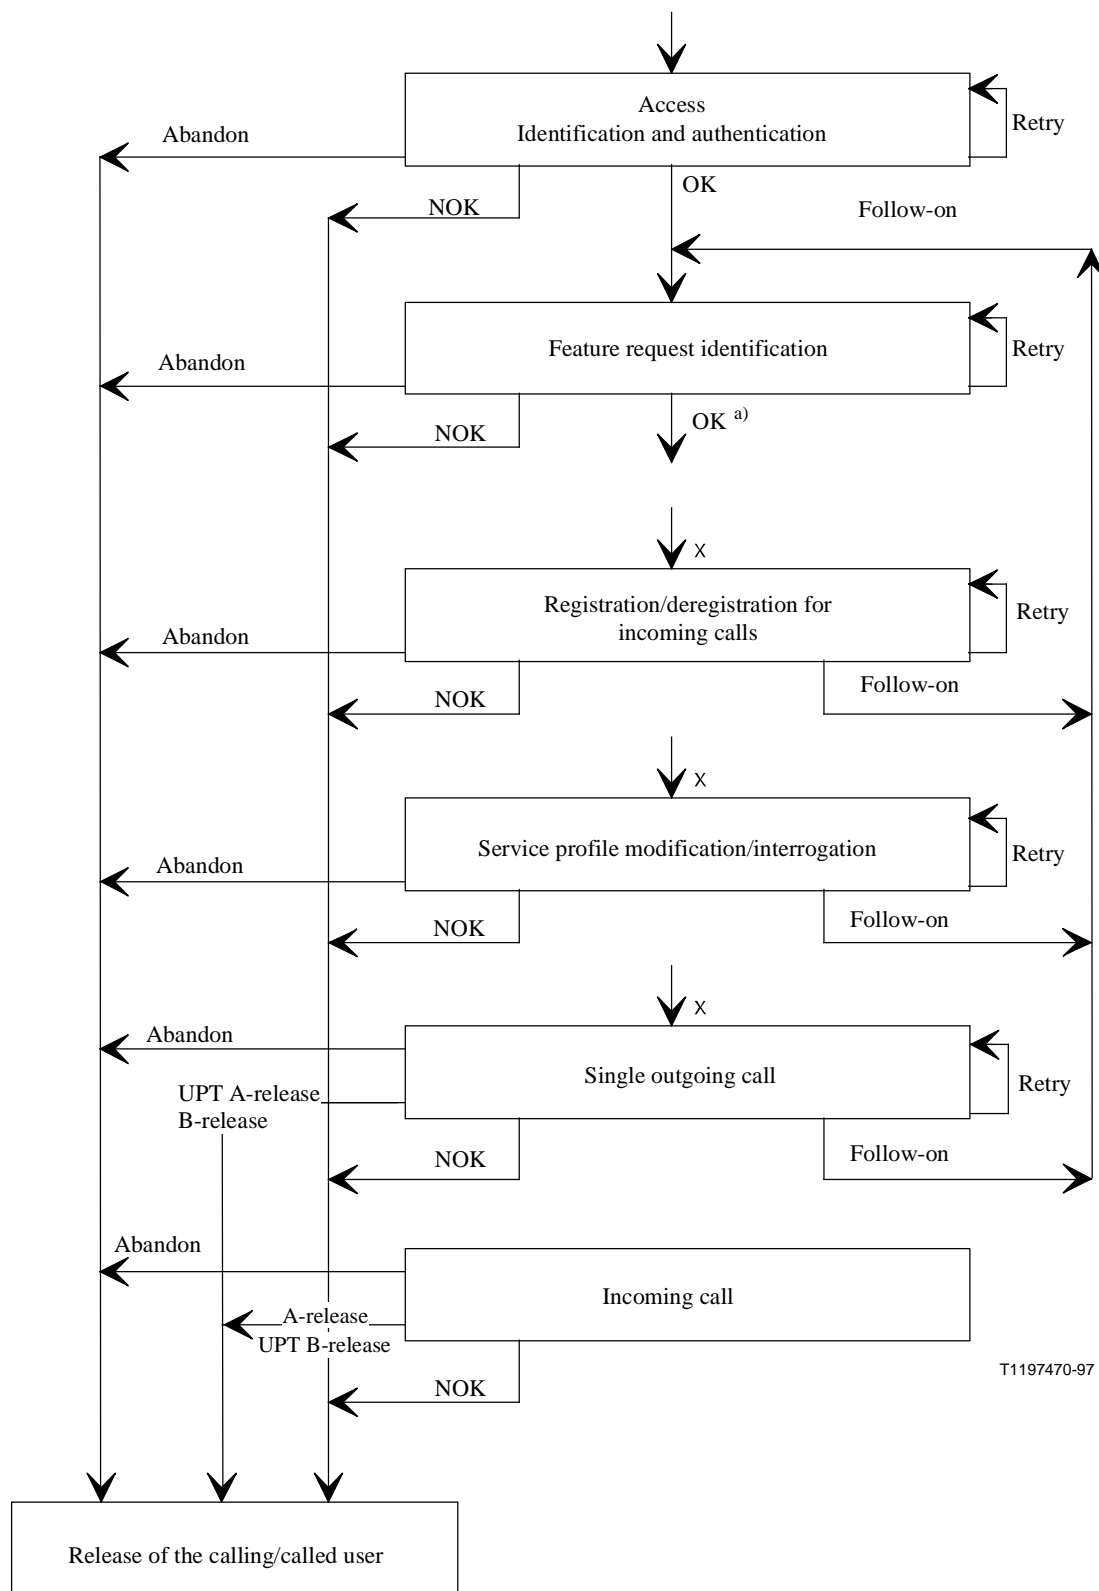 Access
Identification and authentication
Retry
Abandon
OK
NOK
Follow-on
Feature request identification
Retry
Abandon
OK a)
NOK
X
Registration/deregistration for
incoming calls
Retry
Abandon
NOK
Follow-on
X
Service profile modification/interrogation
Retry
Abandon
NOK
Follow-on
X
Abandon
Single outgoing call
Retry
UPT A-release
B-release
NOK
Follow-on
Abandon
Incoming call
A-release
UPT B-release
NOK
T1197470-97
Release of the calling/called user